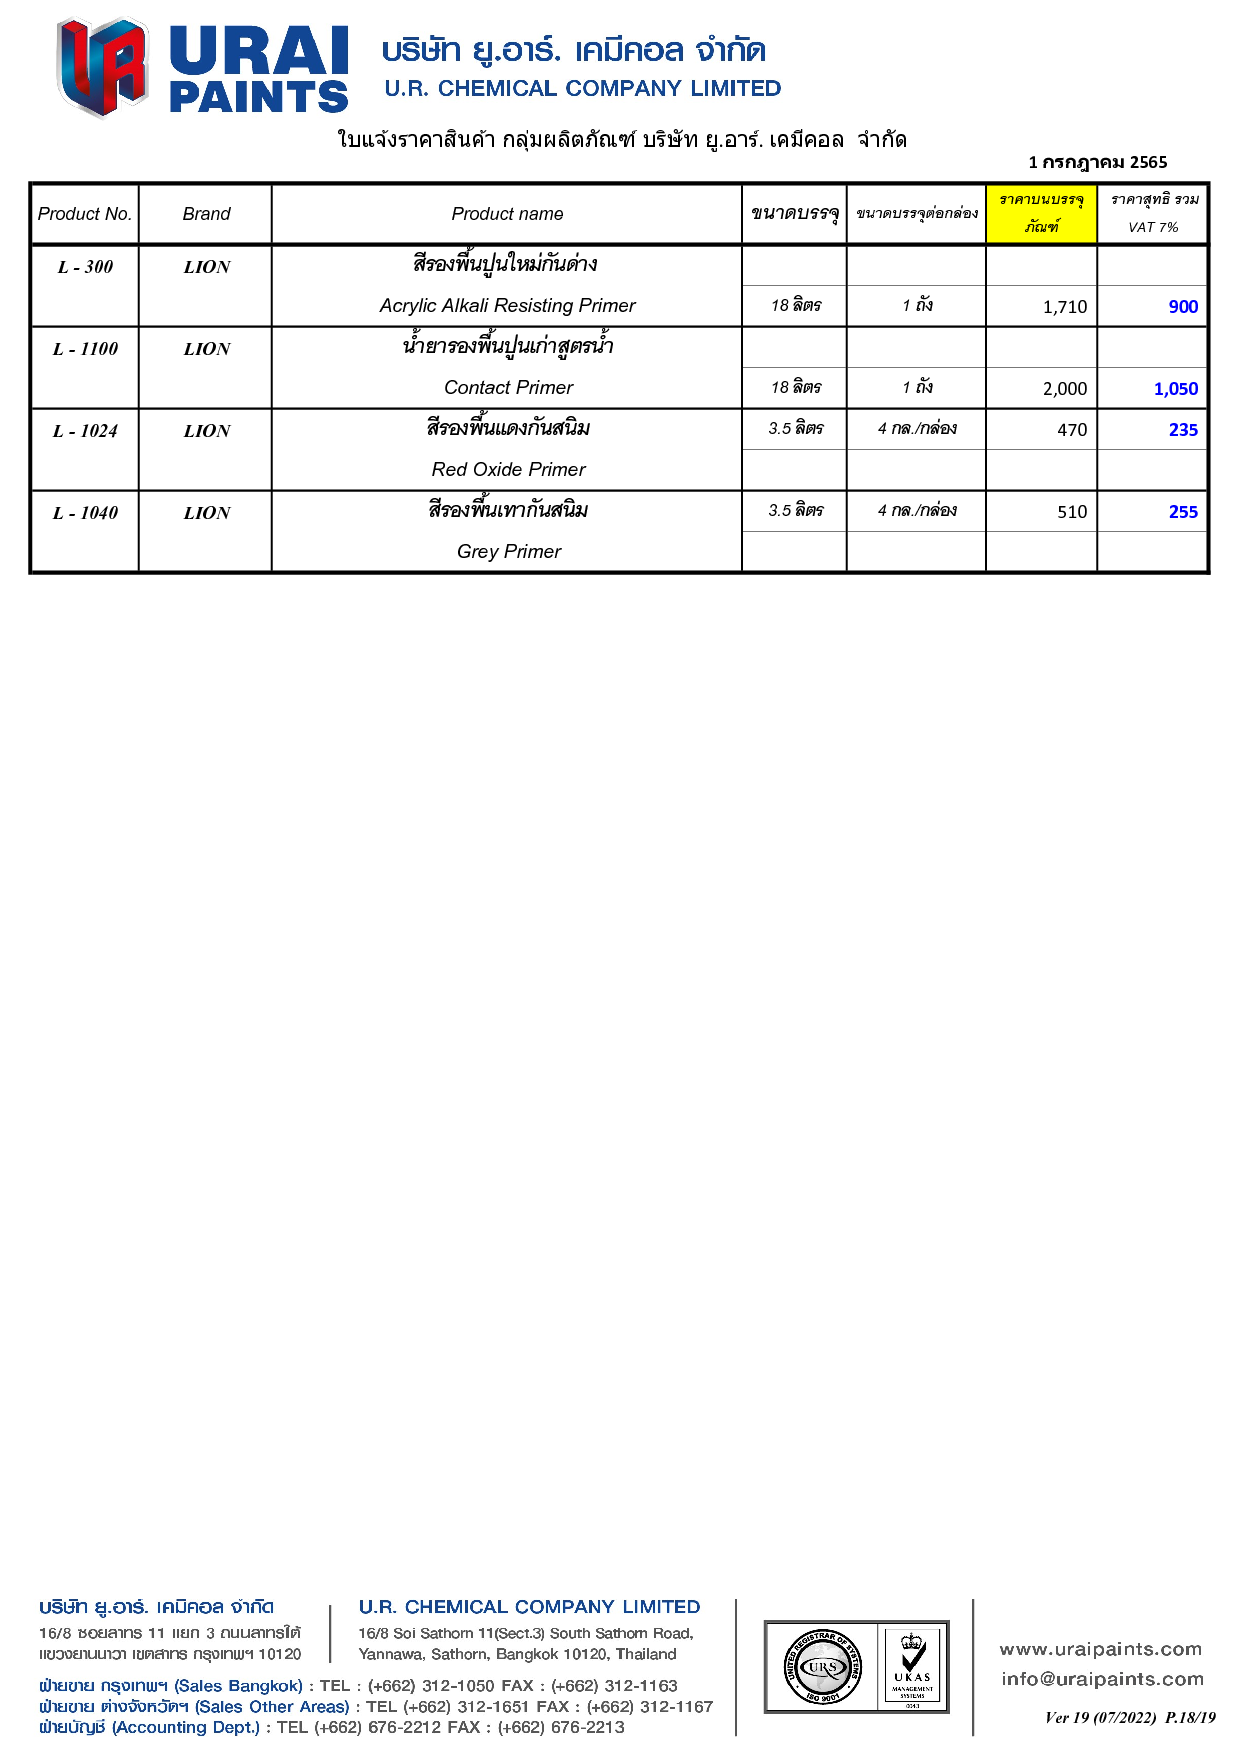 URAI
PAINTS
บริษัท ยู.อาร์. เคมีคอล จำกัด
U.R. CHEMICAL COMPANY LIMITED
ใบแจ้งราคาสินค้า กลุ่มผลิตภัณฑ์ บริษัท ยู.อาร์. เคมีคอล จำกัด
1 กรกฎาคม 2565
Product No. Brand Product name ขนาดบรรจุ ขนาดบรรจุต่อกล่อง ราคาบนบรรจุ ราคาสุทธิ รวม
ภัณฑ์ VAT 7%
L - 300 LION สีรองพื้นปูนใหม่กันด่าง
Acrylic Alkali Resisting Primer 18 ลิตร 1 ถัง 1,710 900
L - 1100 LION น้ำยารองพื้นปูนเก่าสูตรน้ำ
Contact Primer 18 ลิตร 1 ถัง 2,000 1,050
L - 1024 LION สีรองพื้นแดงกันสนิม 3.5 ลิตร 4 กล./กล่อง 470 235
Red Oxide Primer
L - 1040 LION สีรองพื้นเทากันสนิม 3.5 ลิตร 4 กล./กล่อง 510 255
Grey Primer
บริษัท ยู.อาร์. เคมีคอล จำกัด
16/8 ซอยสาทร 11 แยก 3 ถนนสาทรใต้
แขวงยานนาวา เขตสาทร กรุงเทพฯ 10120
U.R. CHEMICAL COMPANY LIMITED
16/8 Soi Sathorn 11(Sect.3) South Sathorn Road,
Yannawa, Sathorn, Bangkok 10120, Thailand
ฝ่ายขาย กรุงเทพฯ (Sales Bangkok) : TEL : (+662) 312-1050 FAX : (+662) 312-1163
ฝ่ายขาย ต่างจังหวัดฯ (Sales Other Areas) : TEL (+662) 312-1651 FAX : (+662) 312-1167
ฝ่ายบัญชี (Accounting Dept.) : TEL (+662) 676-2212 FAX : (+662) 676-2213
UNITED REGISTRAR OF SYSTEMS
URS
ISO 9001
UKAS
MANAGEMENT
SYSTEMS
0043
www.uraipaints.com
info@uraipaints.com
Ver 19 (07/2022) P.18/19